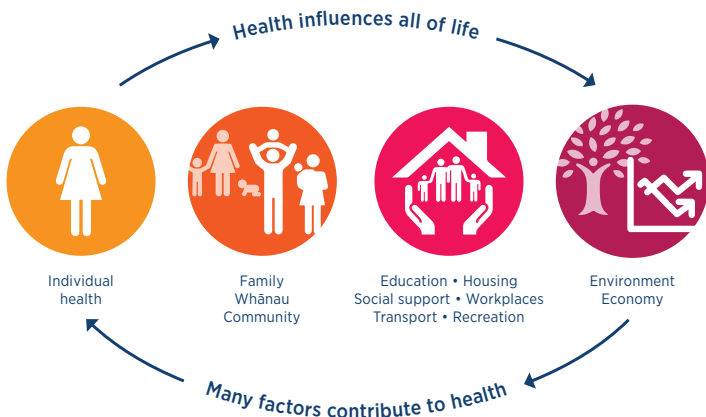 Health influences all of life
Individual
health
Family
Whānau
Community
Education • Housing
Social support • Workplaces
Transport • Recreation
Environment
Economy
Many factors contribute to health